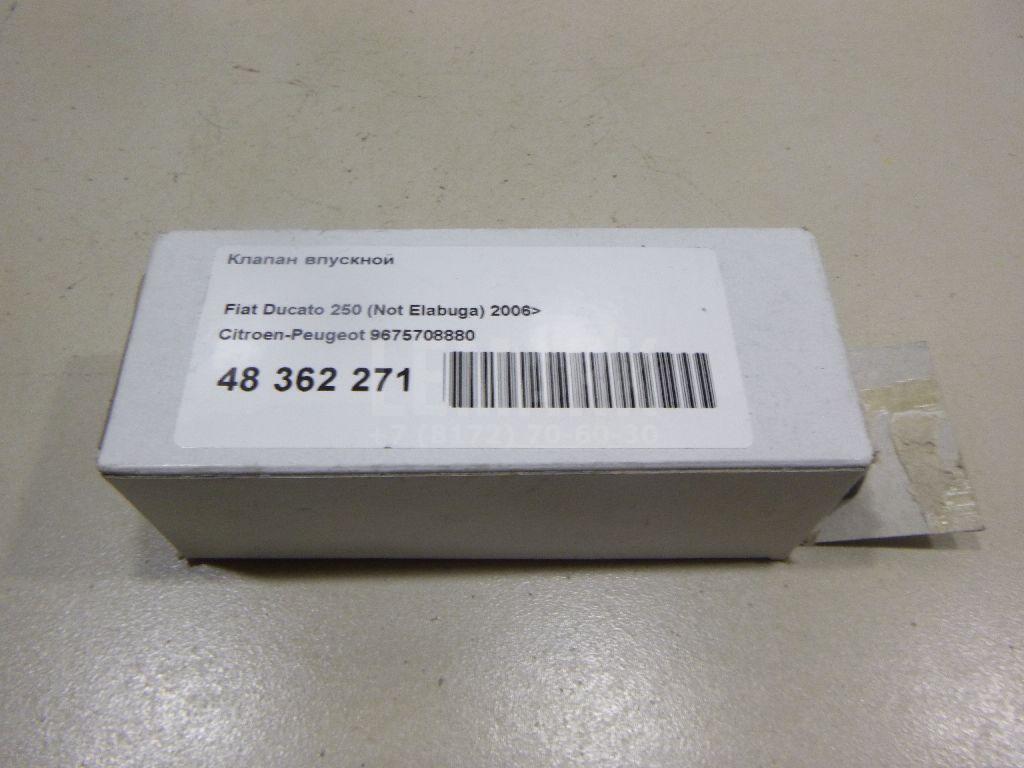 Клапан впускной
Fiat Ducato 250 (Not Elabuga) 2006>
Citroen-Peugeot 9675708880
48 362 271
+7 (8172) 70-60-30